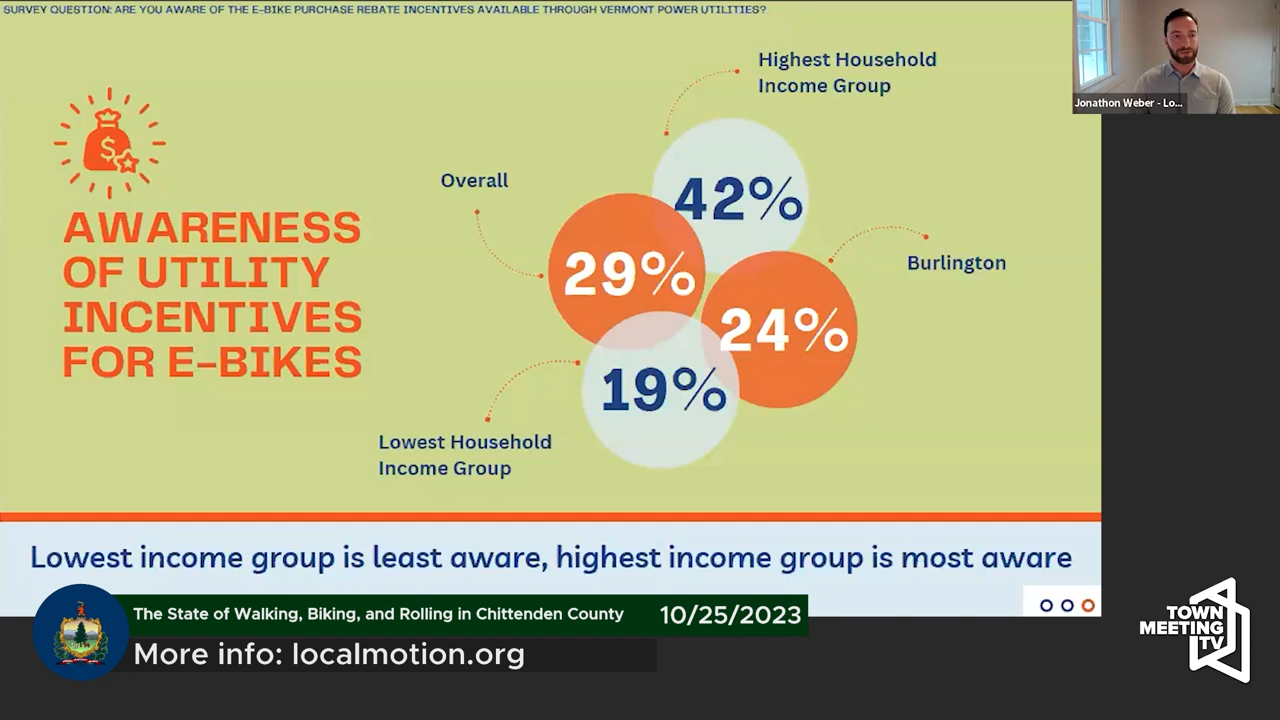 SURVEY QUESTION: ARE YOU AWARE OF THE E-BIKE PURCHASE REBATE INCENTIVES AVAILABLE THROUGH VERMONT POWER UTILITIES?
Jonathon Weber - Lo...
Highest Household
Income Group
42%
Overall
29%
Burlington
24%
19%
Lowest Household
Income Group
$
AWARENESS
OF UTILITY
INCENTIVES
FOR E-BIKES
Lowest income group is least aware, highest income group is most aware
The State of Walking, Biking, and Rolling in Chittenden County 10/25/2023
More info: localmotion.org
TOWN
MEETING
TV